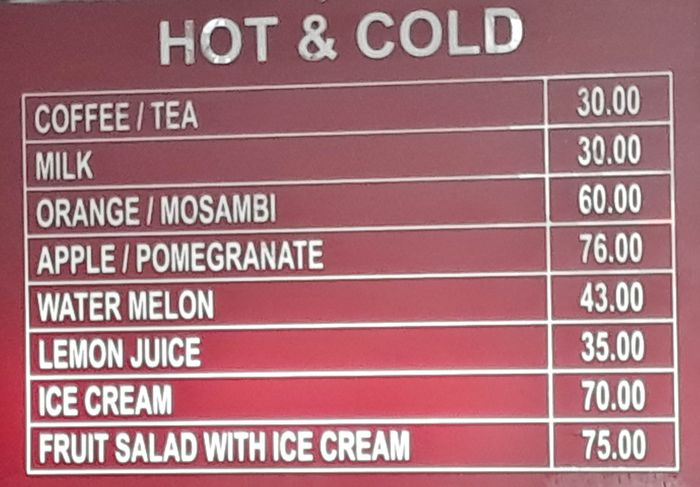 HOT & COLD
COFFEE / TEA 30.00
MILK 30.00
ORANGE / MOSAMBI 60.00
APPLE / POMEGRANATE 76.00
WATER MELON 43.00
LEMON JUICE 35.00
ICE CREAM 70.00
FRUIT SALAD WITH ICE CREAM 75.00